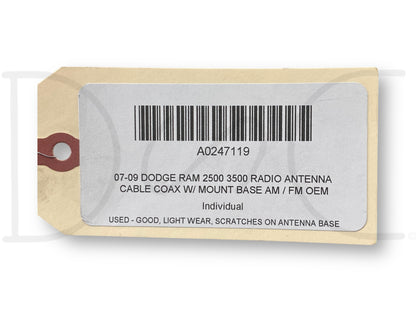 A0247119
07-09 DODGE RAM 2500 3500 RADIO ANTENNA
CABLE COAX W/ MOUNT BASE AM / FM OEM
Individual
USED - GOOD, LIGHT WEAR, SCRATCHES ON ANTENNA BASE